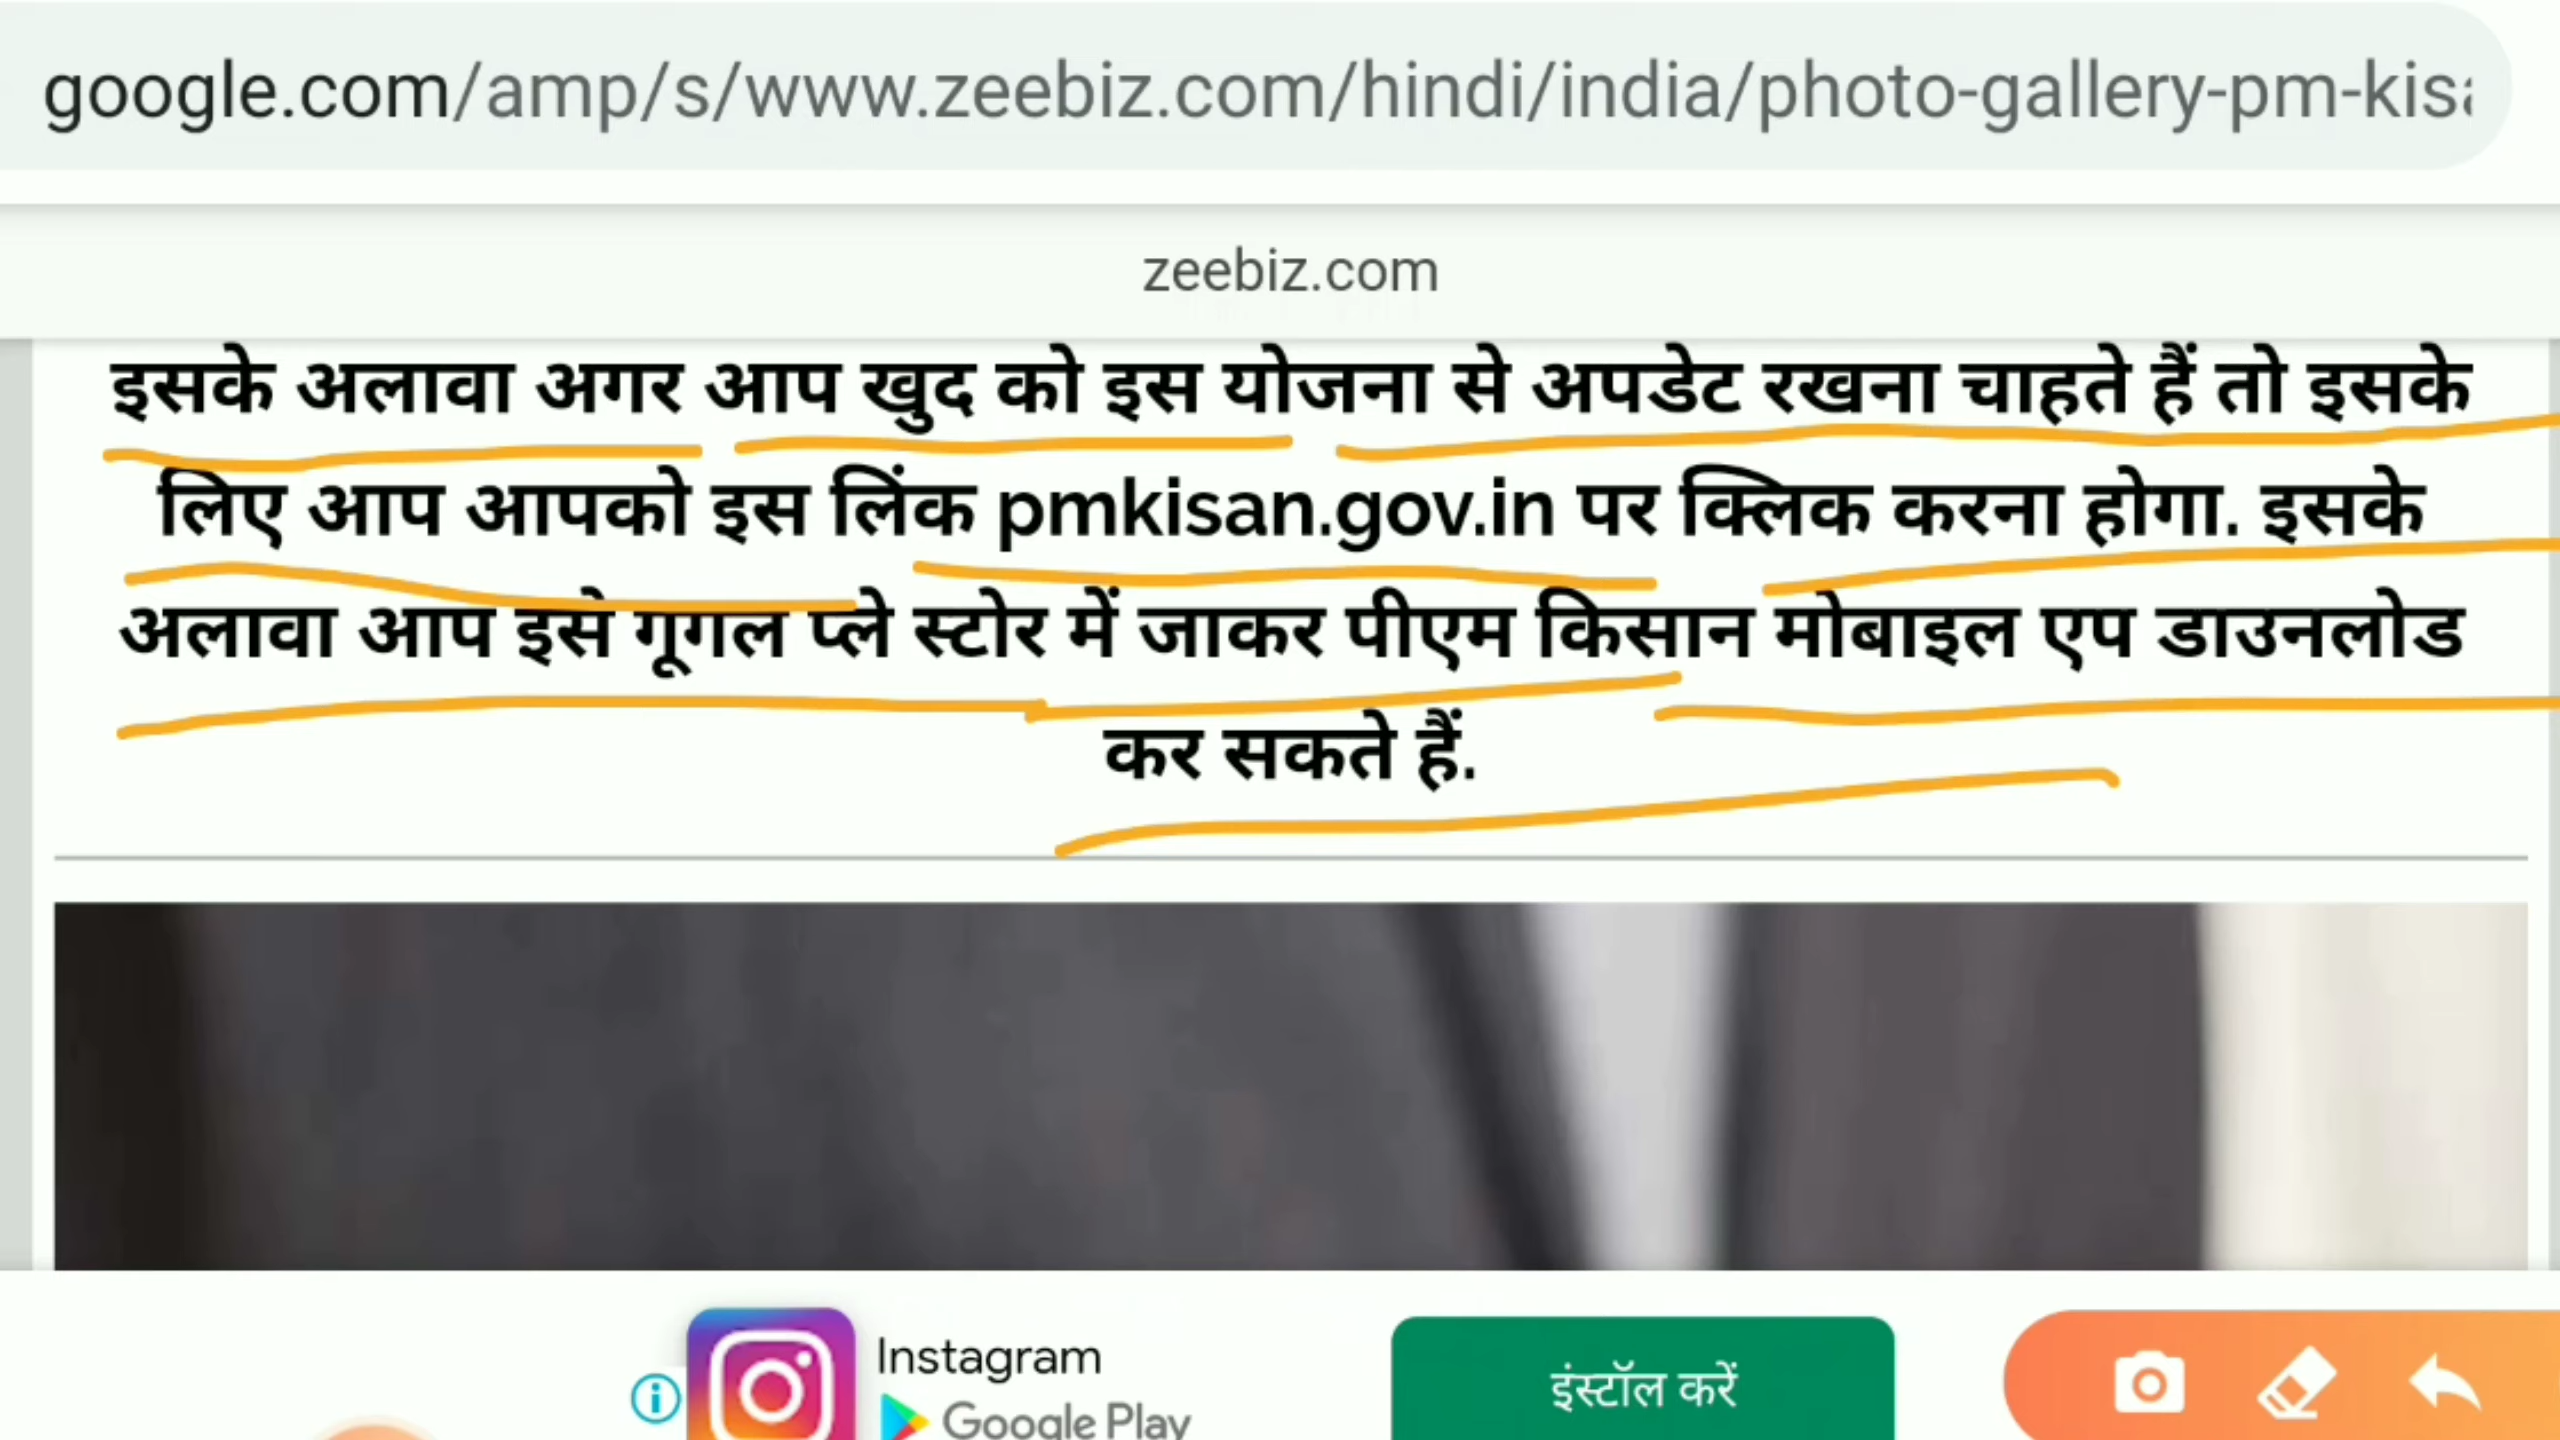 google.com/amp/s/www.zeebiz.com/hindi/india/photo-gallery-pm-kisa
zeebiz.com
इसके अलावा अगर आप खुद को इस योजना से अपडेट रखना चाहते हैं तो इसके
लिए आप आपको इस लिंक pmkisan.gov.in पर क्लिक करना होगा. इसके
अलावा आप इसे गूगल प्ले स्टोर में जाकर पीएम किसान मोबाइल एप डाउनलोड
कर सकते हैं.
Instagram
Google Play
इंस्टॉल करें